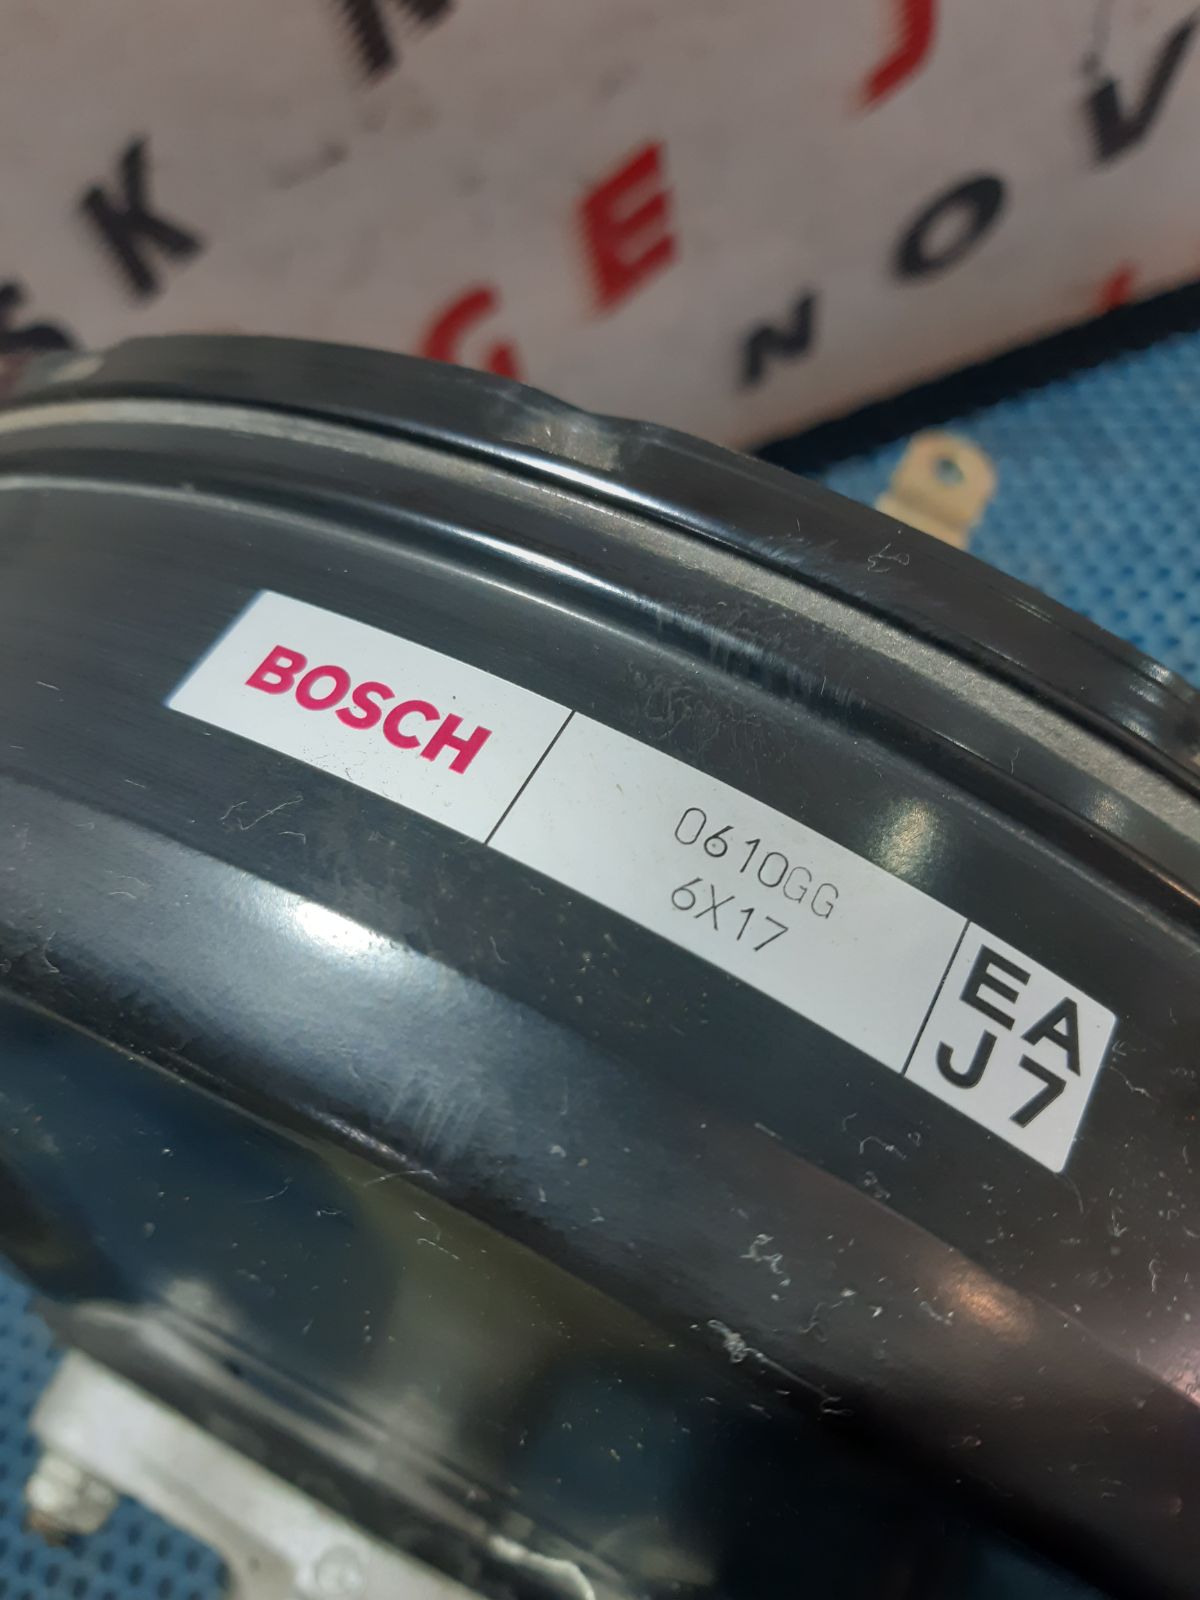 K
S
G E J
N O V
BOSCH
0610GG
6X17
EA
J7